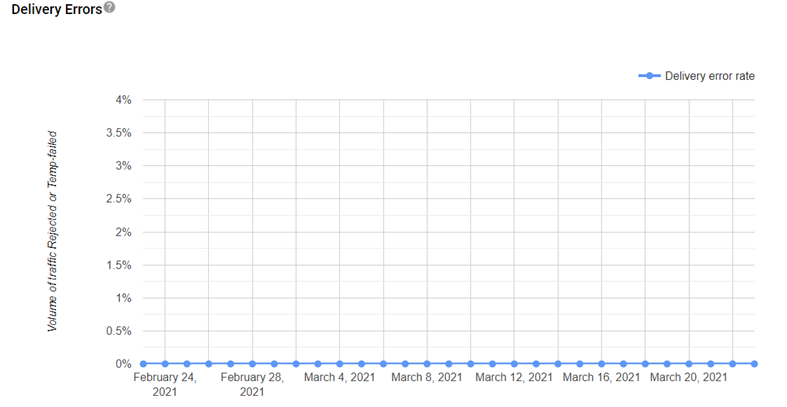 Delivery Errors?
Delivery error rate
4%
3.5%
3%
2.5%
2%
1.5%
1%
0.5%
0%
Volume of traffic Rejected or Temp-failed
February 24, 2021
February 28, 2021
March 4, 2021
March 8, 2021
March 12, 2021
March 16, 2021
March 20, 2021